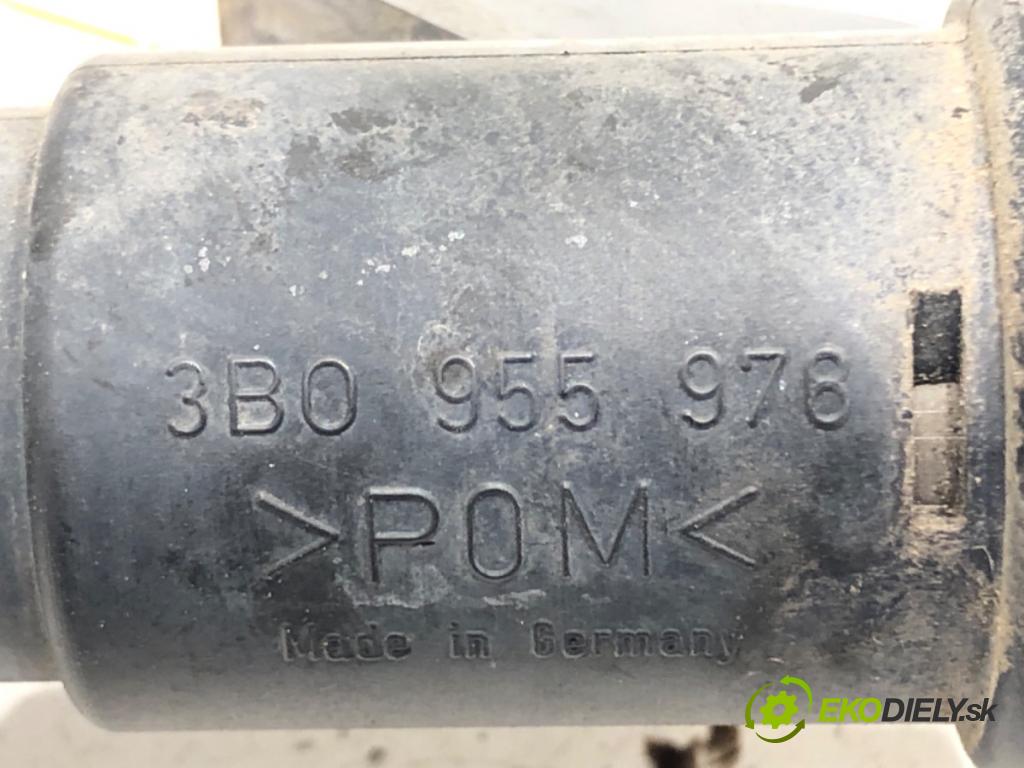 3B0 955 976
>POM<
Made in Germany
EKODIELY.sk